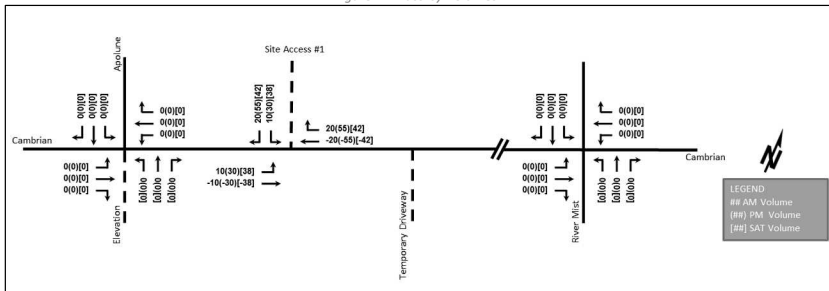 Site Access #1
Apolune
0(0)[0]
0(0)[0]
0(0)[0]
0(0)[0]
0(0)[0]
0(0)[0]
20(55)[42]
10(30)[38]
20(55)[42]
-20(-55)[-42]
0(0)[0]
0(0)[0]
0(0)[0]
0(0)[0]
0(0)[0]
0(0)[0]
Cambrian
Cambrian
0(0)[0]
0(0)[0]
0(0)[0]
Elevation
0(0)[0]
0(0)[0]
0(0)[0]
10(30)[38]
-10(-30)[-38]
Temporary Driveway
0(0)[0]
0(0)[0]
0(0)[0]
River Mist
0(0)[0]
0(0)[0]
0(0)[0]
N
LEGEND
## AM Volume
(##) PM Volume
[##] SAT Volume